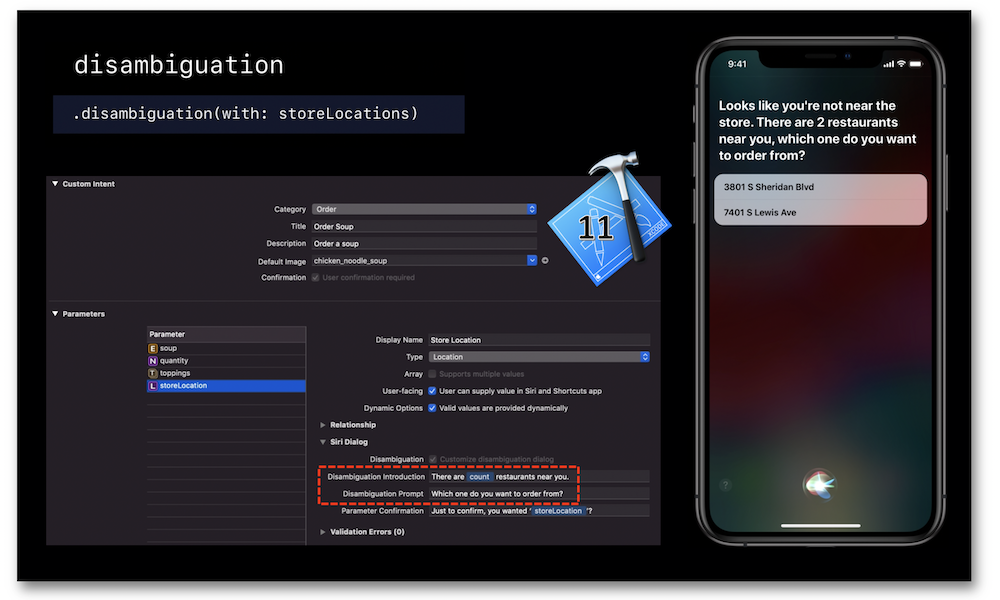 disambiguation
.disambiguation(with: storeLocations)
Custom Intent
Category Order
Title Order Soup
Description Order a soup
Default Image chicken_noodle_soup
Confirmation User confirmation required
Parameters
Parameter
E soup
N quantity
T toppings
L storeLocation
Display Name Store Location
Type Location
Array Supports multiple values
User-facing User can supply value in Siri and Shortcuts app
Dynamic Options Valid values are provided dynamically
Relationship
Siri Dialog
Disambiguation Customize disambiguation dialog
Disambiguation Introduction There are count restaurants near you.
Disambiguation Prompt Which one do you want to order from?
Parameter Confirmation Just to confirm, you wanted ‘ storeLocation ’?
Validation Errors (0)
11
XCODE
9:41
Looks like you're not near the
store. There are 2 restaurants
near you, which one do you want
to order from?
3801 S Sheridan Blvd
7401 S Lewis Ave
?